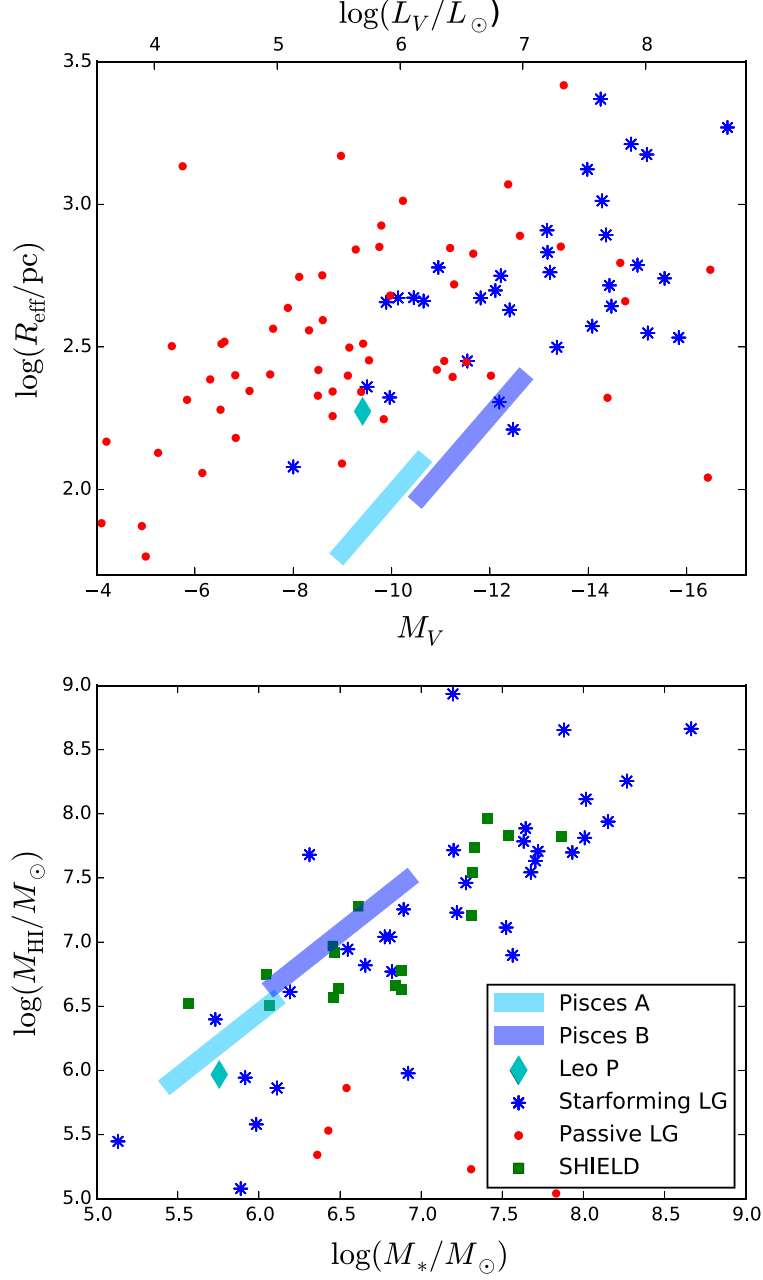 log(L_V/L_⊙)
4 5 6 7 8
3.5
3.0
2.5
2.0
log(R_eff/pc)
−4 −6 −8 −10 −12 −14 −16
M_V
9.0
8.5
8.0
7.5
7.0
6.5
6.0
5.5
5.0
log(M_HI/M_⊙)
Pisces A
Pisces B
Leo P
Starforming LG
Passive LG
SHIELD
5.0 5.5 6.0 6.5 7.0 7.5 8.0 8.5 9.0
log(M_*/M_⊙)